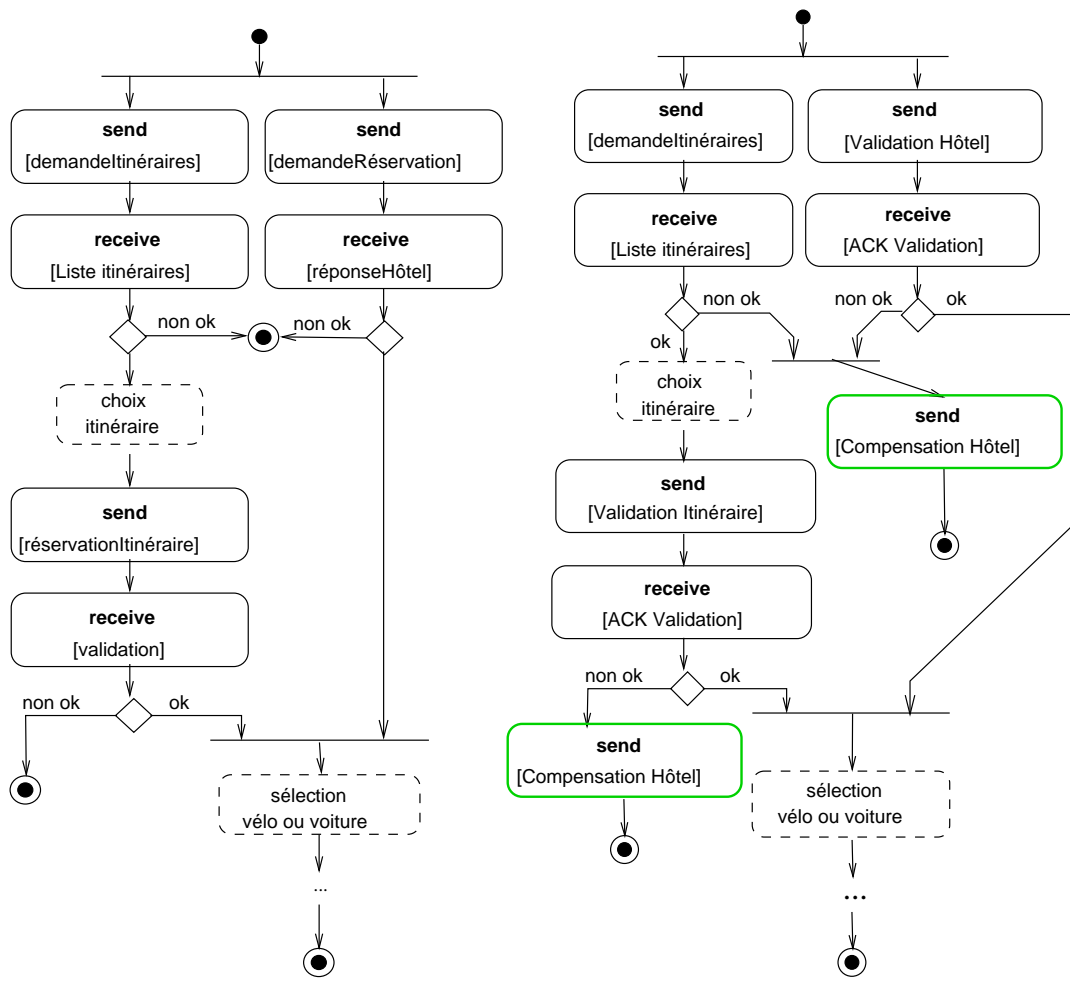 send
[demandeItinéraires]
send
[demandeRéservation]
receive
[Liste itinéraires]
receive
[réponseHôtel]
non ok
non ok
choix
itinéraire
send
[réservationItinéraire]
receive
[validation]
non ok
ok
sélection
vélo ou voiture
...
send
[demandeItinéraires]
send
[Validation Hôtel]
receive
[Liste itinéraires]
receive
[ACK Validation]
non ok
non ok
ok
ok
choix
itinéraire
send
[Compensation Hôtel]
send
[Validation Itinéraire]
receive
[ACK Validation]
non ok
ok
send
[Compensation Hôtel]
sélection
vélo ou voiture
...